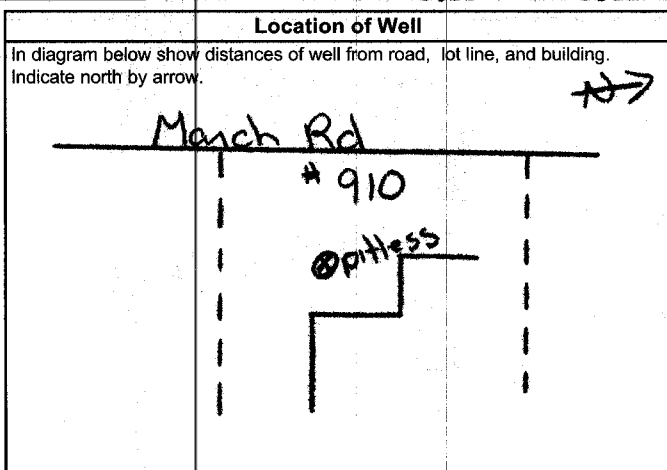 Location of Well
In diagram below show distances of well from road, lot line, and building.
Indicate north by arrow.
N
March Rd
# 910
pitless